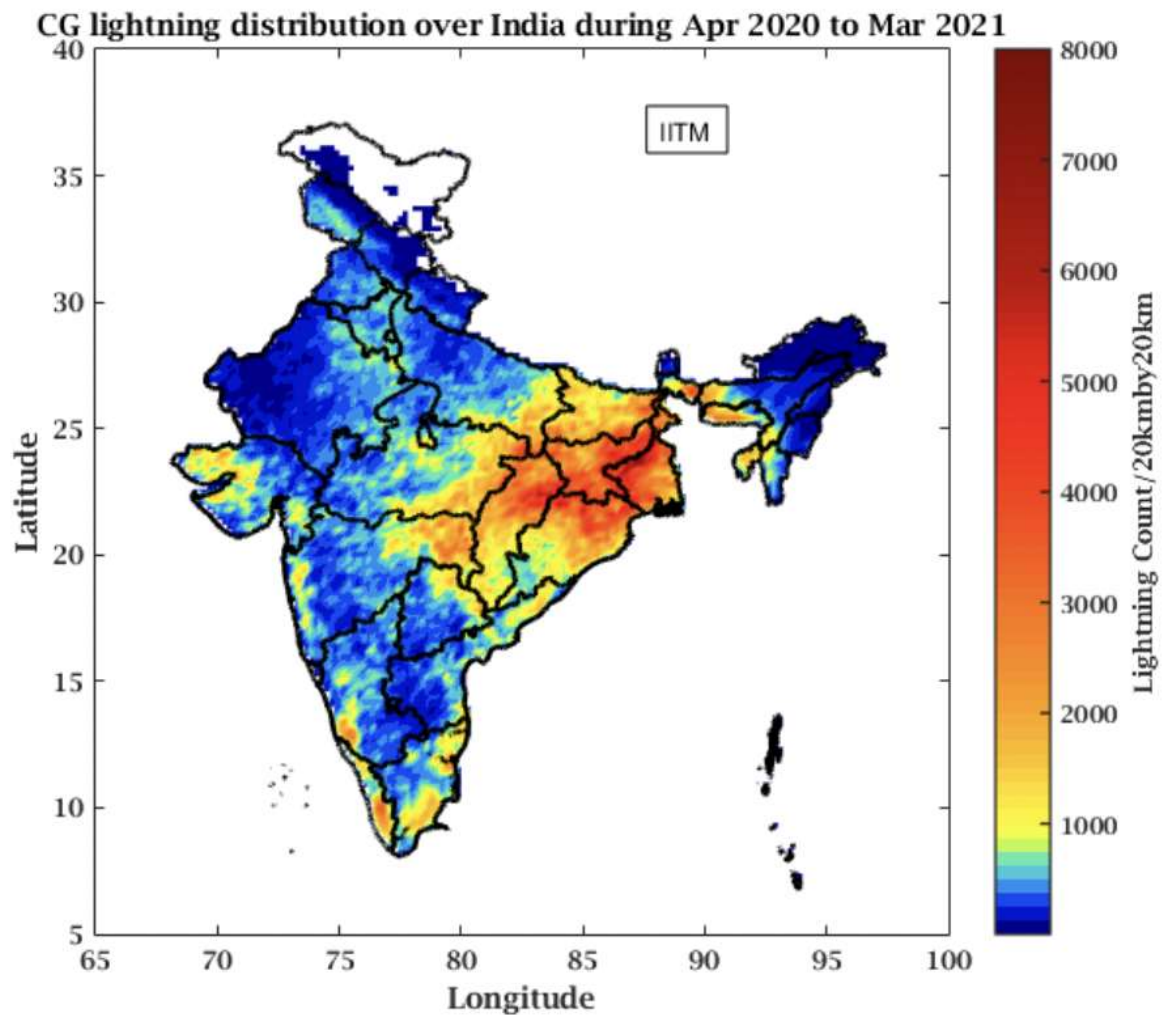 CG lightning distribution over India during Apr 2020 to Mar 2021
IITM
Latitude
40
35
30
25
20
15
10
5
65 70 75 80 85 90 95 100
Longitude
8000
7000
6000
5000
4000
3000
2000
1000
Lightning Count/20kmby20km